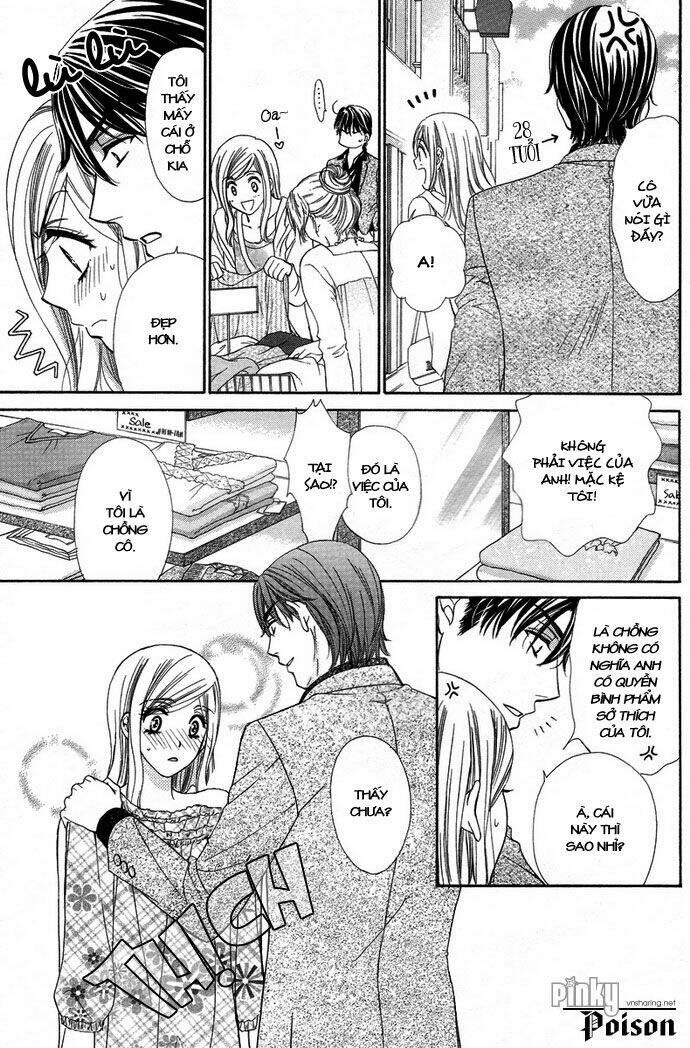 CÔ
VỪA
NÓI GÌ
ĐẤY?
28
TUỔI
A!
Oa~
lù lù
TÔI
THẤY
MẤY
CÁI Ở
CHỖ
KIA
ĐẸP
HƠN.
KHÔNG
PHẢI VIỆC CỦA
ANH! MẶC KỆ
TÔI!
ĐÓ LÀ
VIỆC CỦA
TÔI.
TẠI
SAO!?
VÌ
TÔI LÀ
CHỒNG
CÔ.
Sale
LÀ CHỒNG
KHÔNG CÓ
NGHĨA ANH
CÓ QUYỀN
BÌNH PHẨM
SỞ THÍCH
CỦA TÔI.
À, CÁI
NÀY THÌ
SAO NHỈ?
THẤY
CHƯA?
THỊCH
pinky
vnsharing.net
Poison